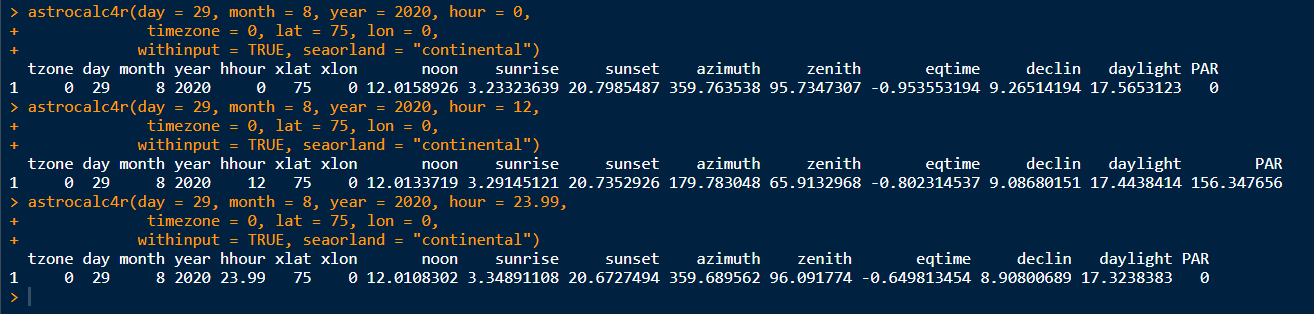 > astrocalc4r(day = 29, month = 8, year = 2020, hour = 0,
+             timezone = 0, lat = 75, lon = 0,
+            withinput = TRUE, seaorland = "continental")
  tzone day month year hhour xlat xlon       noon    sunrise     sunset    azimuth     zenith       eqtime     declin   daylight PAR
1     0  29     8 2020     0   75    0 12.0158926 3.23323639 20.7985487 359.763538 95.7347307 -0.953553194 9.26514194 17.5653123   0
> astrocalc4r(day = 29, month = 8, year = 2020, hour = 12,
+             timezone = 0, lat = 75, lon = 0,
+            withinput = TRUE, seaorland = "continental")
  tzone day month year hhour xlat xlon       noon    sunrise     sunset    azimuth     zenith       eqtime     declin   daylight        PAR
1     0  29     8 2020    12   75    0 12.0133719 3.29145121 20.7352926 179.783048 65.9132968 -0.802314537 9.08680151 17.4438414 156.347656
> astrocalc4r(day = 29, month = 8, year = 2020, hour = 23.99,
+             timezone = 0, lat = 75, lon = 0,
+            withinput = TRUE, seaorland = "continental")
  tzone day month year hhour xlat xlon       noon    sunrise     sunset    azimuth    zenith       eqtime     declin   daylight PAR
1     0  29     8 2020 23.99   75    0 12.0108302 3.34891108 20.6727494 359.689562 96.091774 -0.649813454 8.90800689 17.3238383   0
>